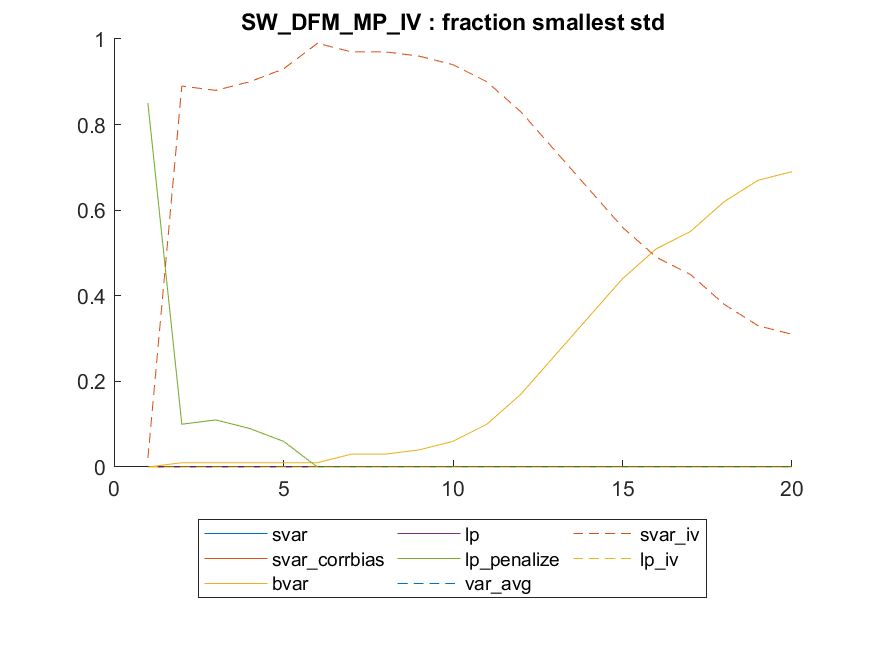 SW_DFM_MP_IV : fraction smallest std
1
0.8
0.6
0.4
0.2
0
0 5 10 15 20
svar lp svar_iv
svar_corrbias lp_penalize lp_iv
bvar var_avg